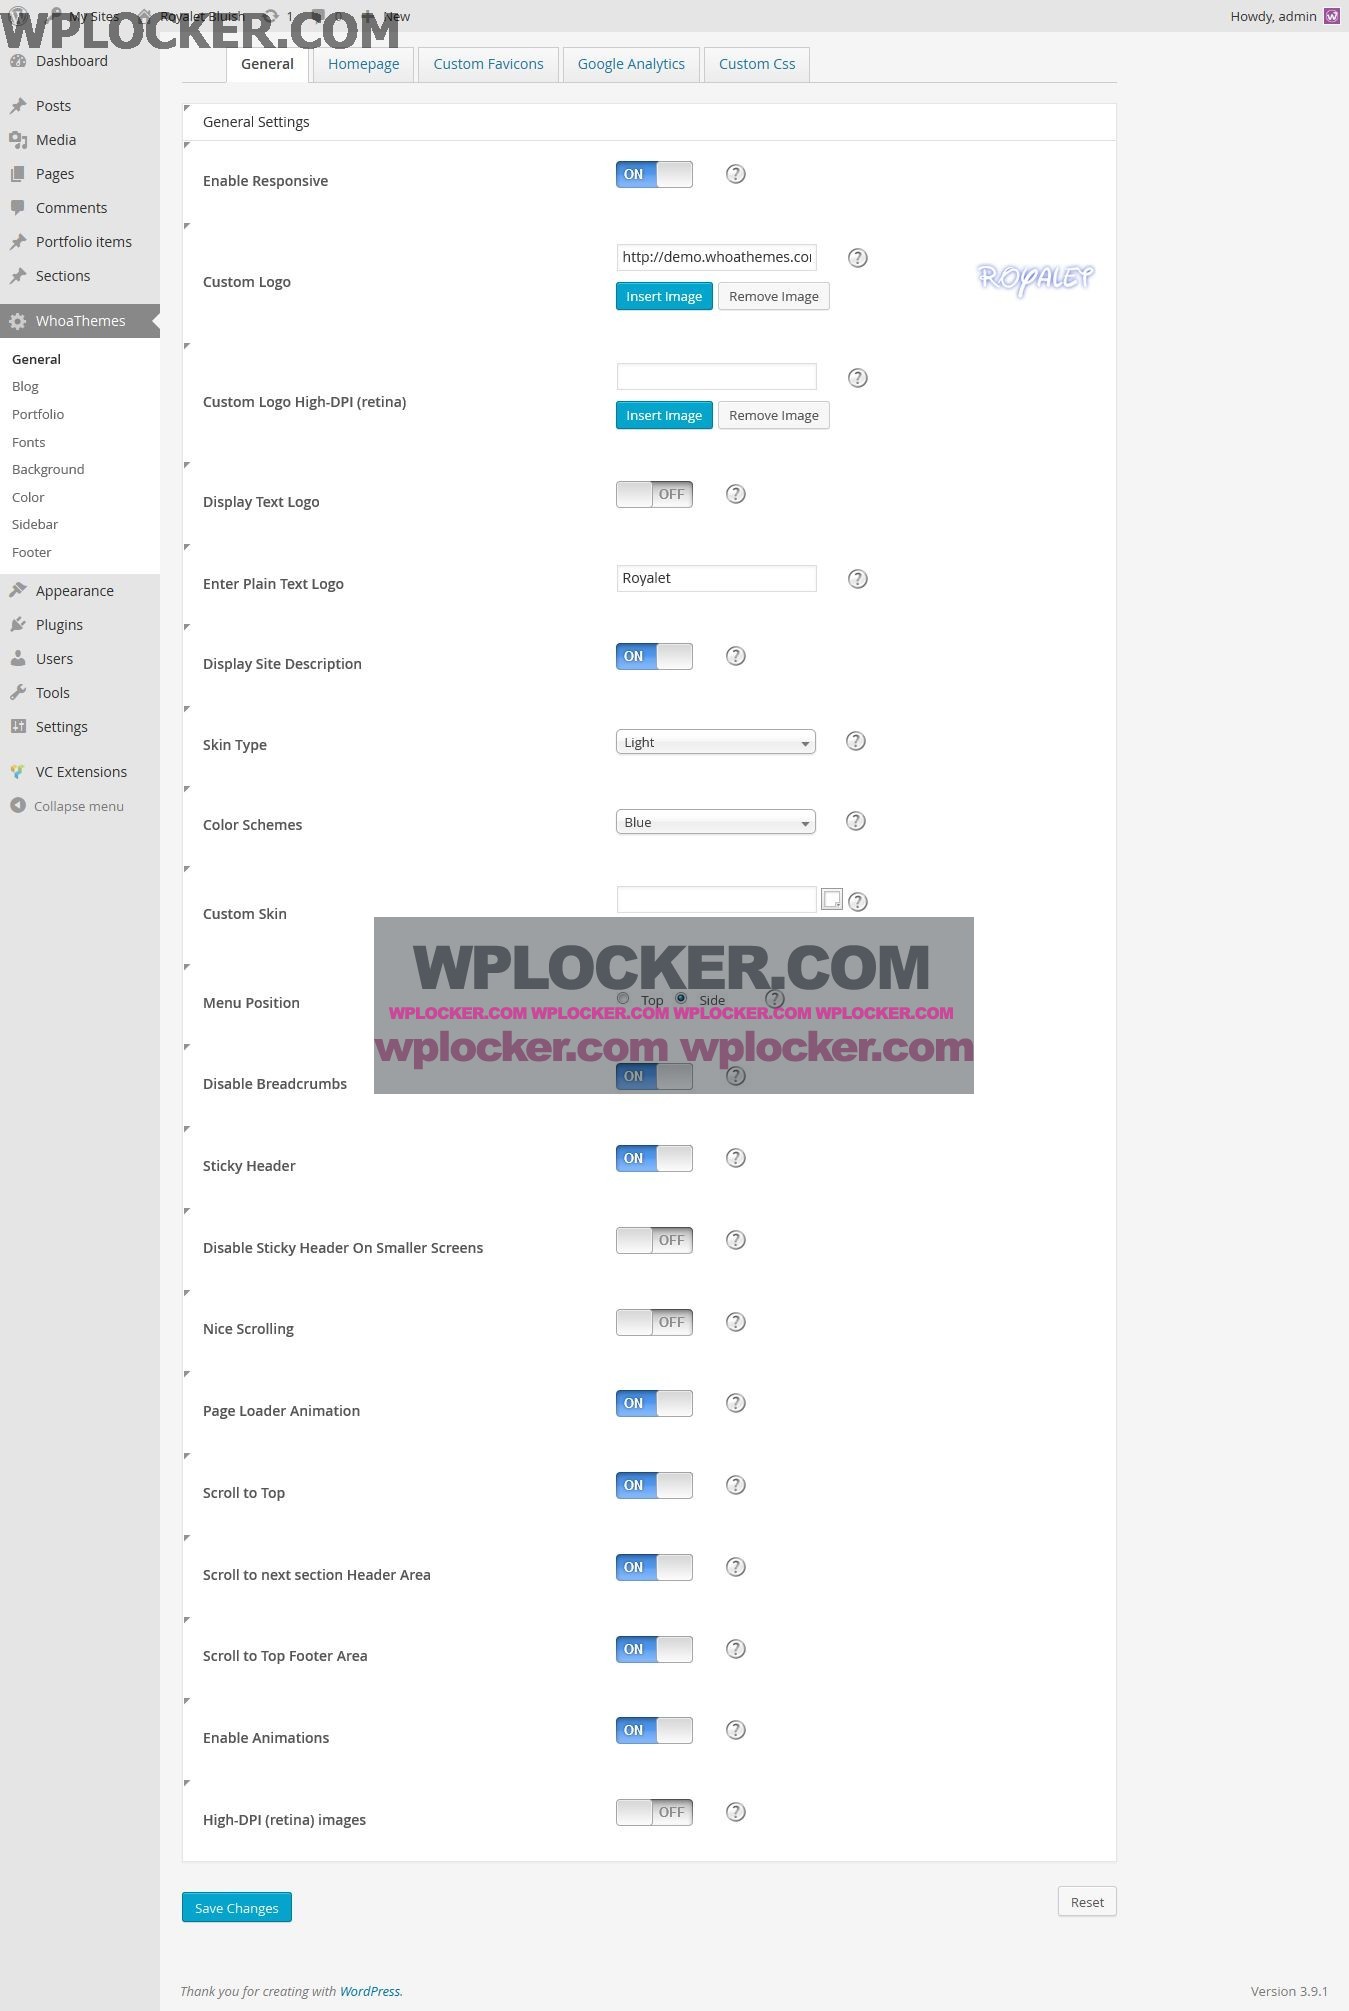 My Sites Royalet Bluish 1 0 New Howdy, admin
WPLOCKER.COM
Dashboard
Posts
Media
Pages
Comments
Portfolio items
Sections
WhoaThemes
General
Blog
Portfolio
Fonts
Background
Color
Sidebar
Footer
Appearance
Plugins
Users
Tools
Settings
VC Extensions
Collapse menu
General Homepage Custom Favicons Google Analytics Custom Css
General Settings
Enable Responsive ON ?
Custom Logo http://demo.whoathemes.co ? ROYALET
Insert Image Remove Image
Custom Logo High-DPI (retina) ?
Insert Image Remove Image
Display Text Logo OFF ?
Enter Plain Text Logo Royalet ?
Display Site Description ON ?
Skin Type Light ?
Color Schemes Blue ?
Custom Skin ?
WPLOCKER.COM
Menu Position Top Side ?
WPLOCKER.COM WPLOCKER.COM WPLOCKER.COM WPLOCKER.COM
wplocker.com wplocker.com
Disable Breadcrumbs ON ?
Sticky Header ON ?
Disable Sticky Header On Smaller Screens OFF ?
Nice Scrolling OFF ?
Page Loader Animation ON ?
Scroll to Top ON ?
Scroll to next section Header Area ON ?
Scroll to Top Footer Area ON ?
Enable Animations ON ?
High-DPI (retina) images OFF ?
Save Changes Reset
Thank you for creating with WordPress. Version 3.9.1